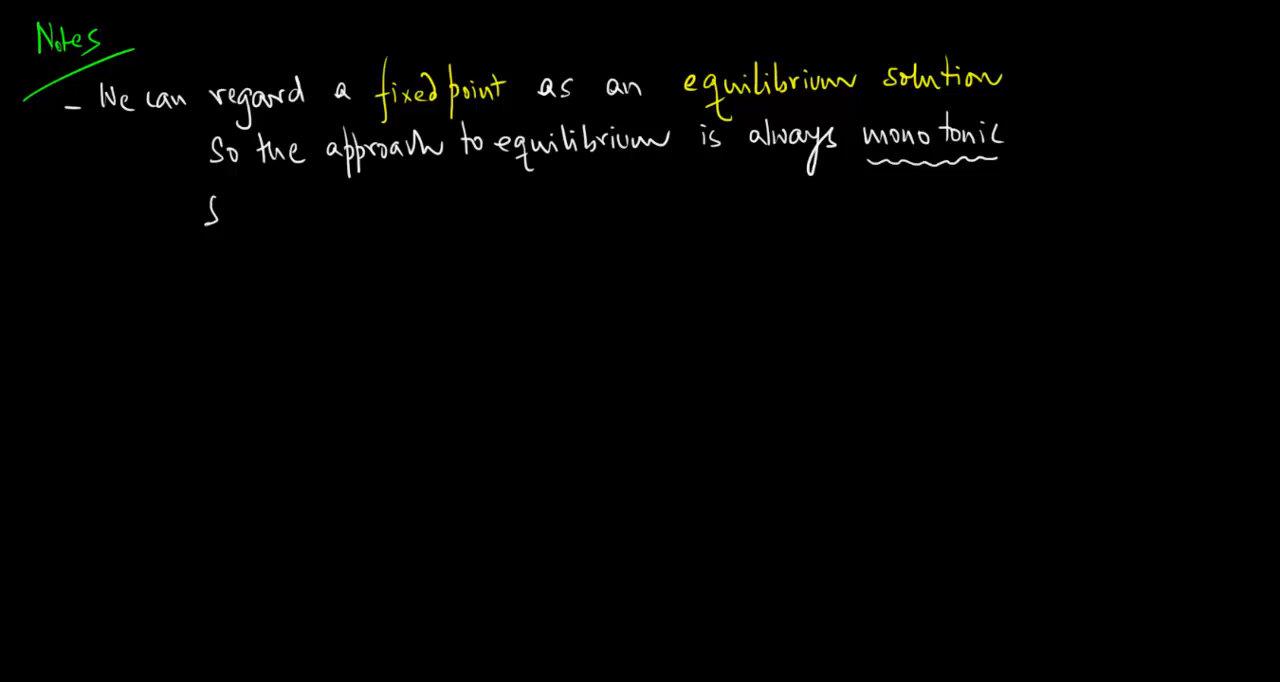 Notes
- We can regard a fixed point as an equilibrium solution
So the approach to equilibrium is always monotonic
S